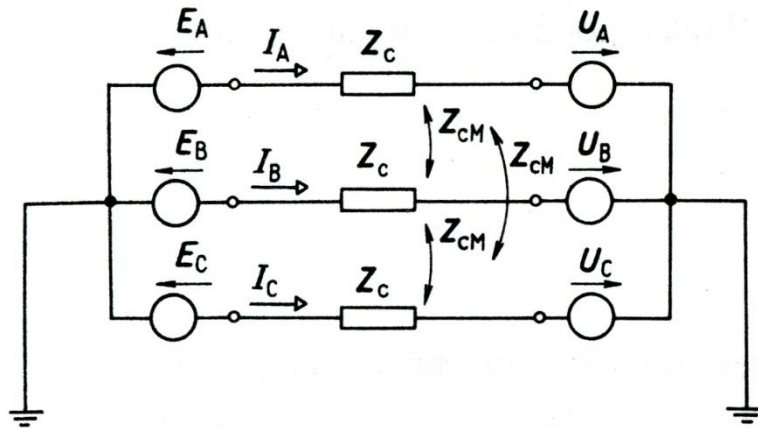 E_A I_A Z_c U_A
Z_cM
E_B I_B Z_c Z_cM U_B
Z_cM
E_C I_C Z_c U_C